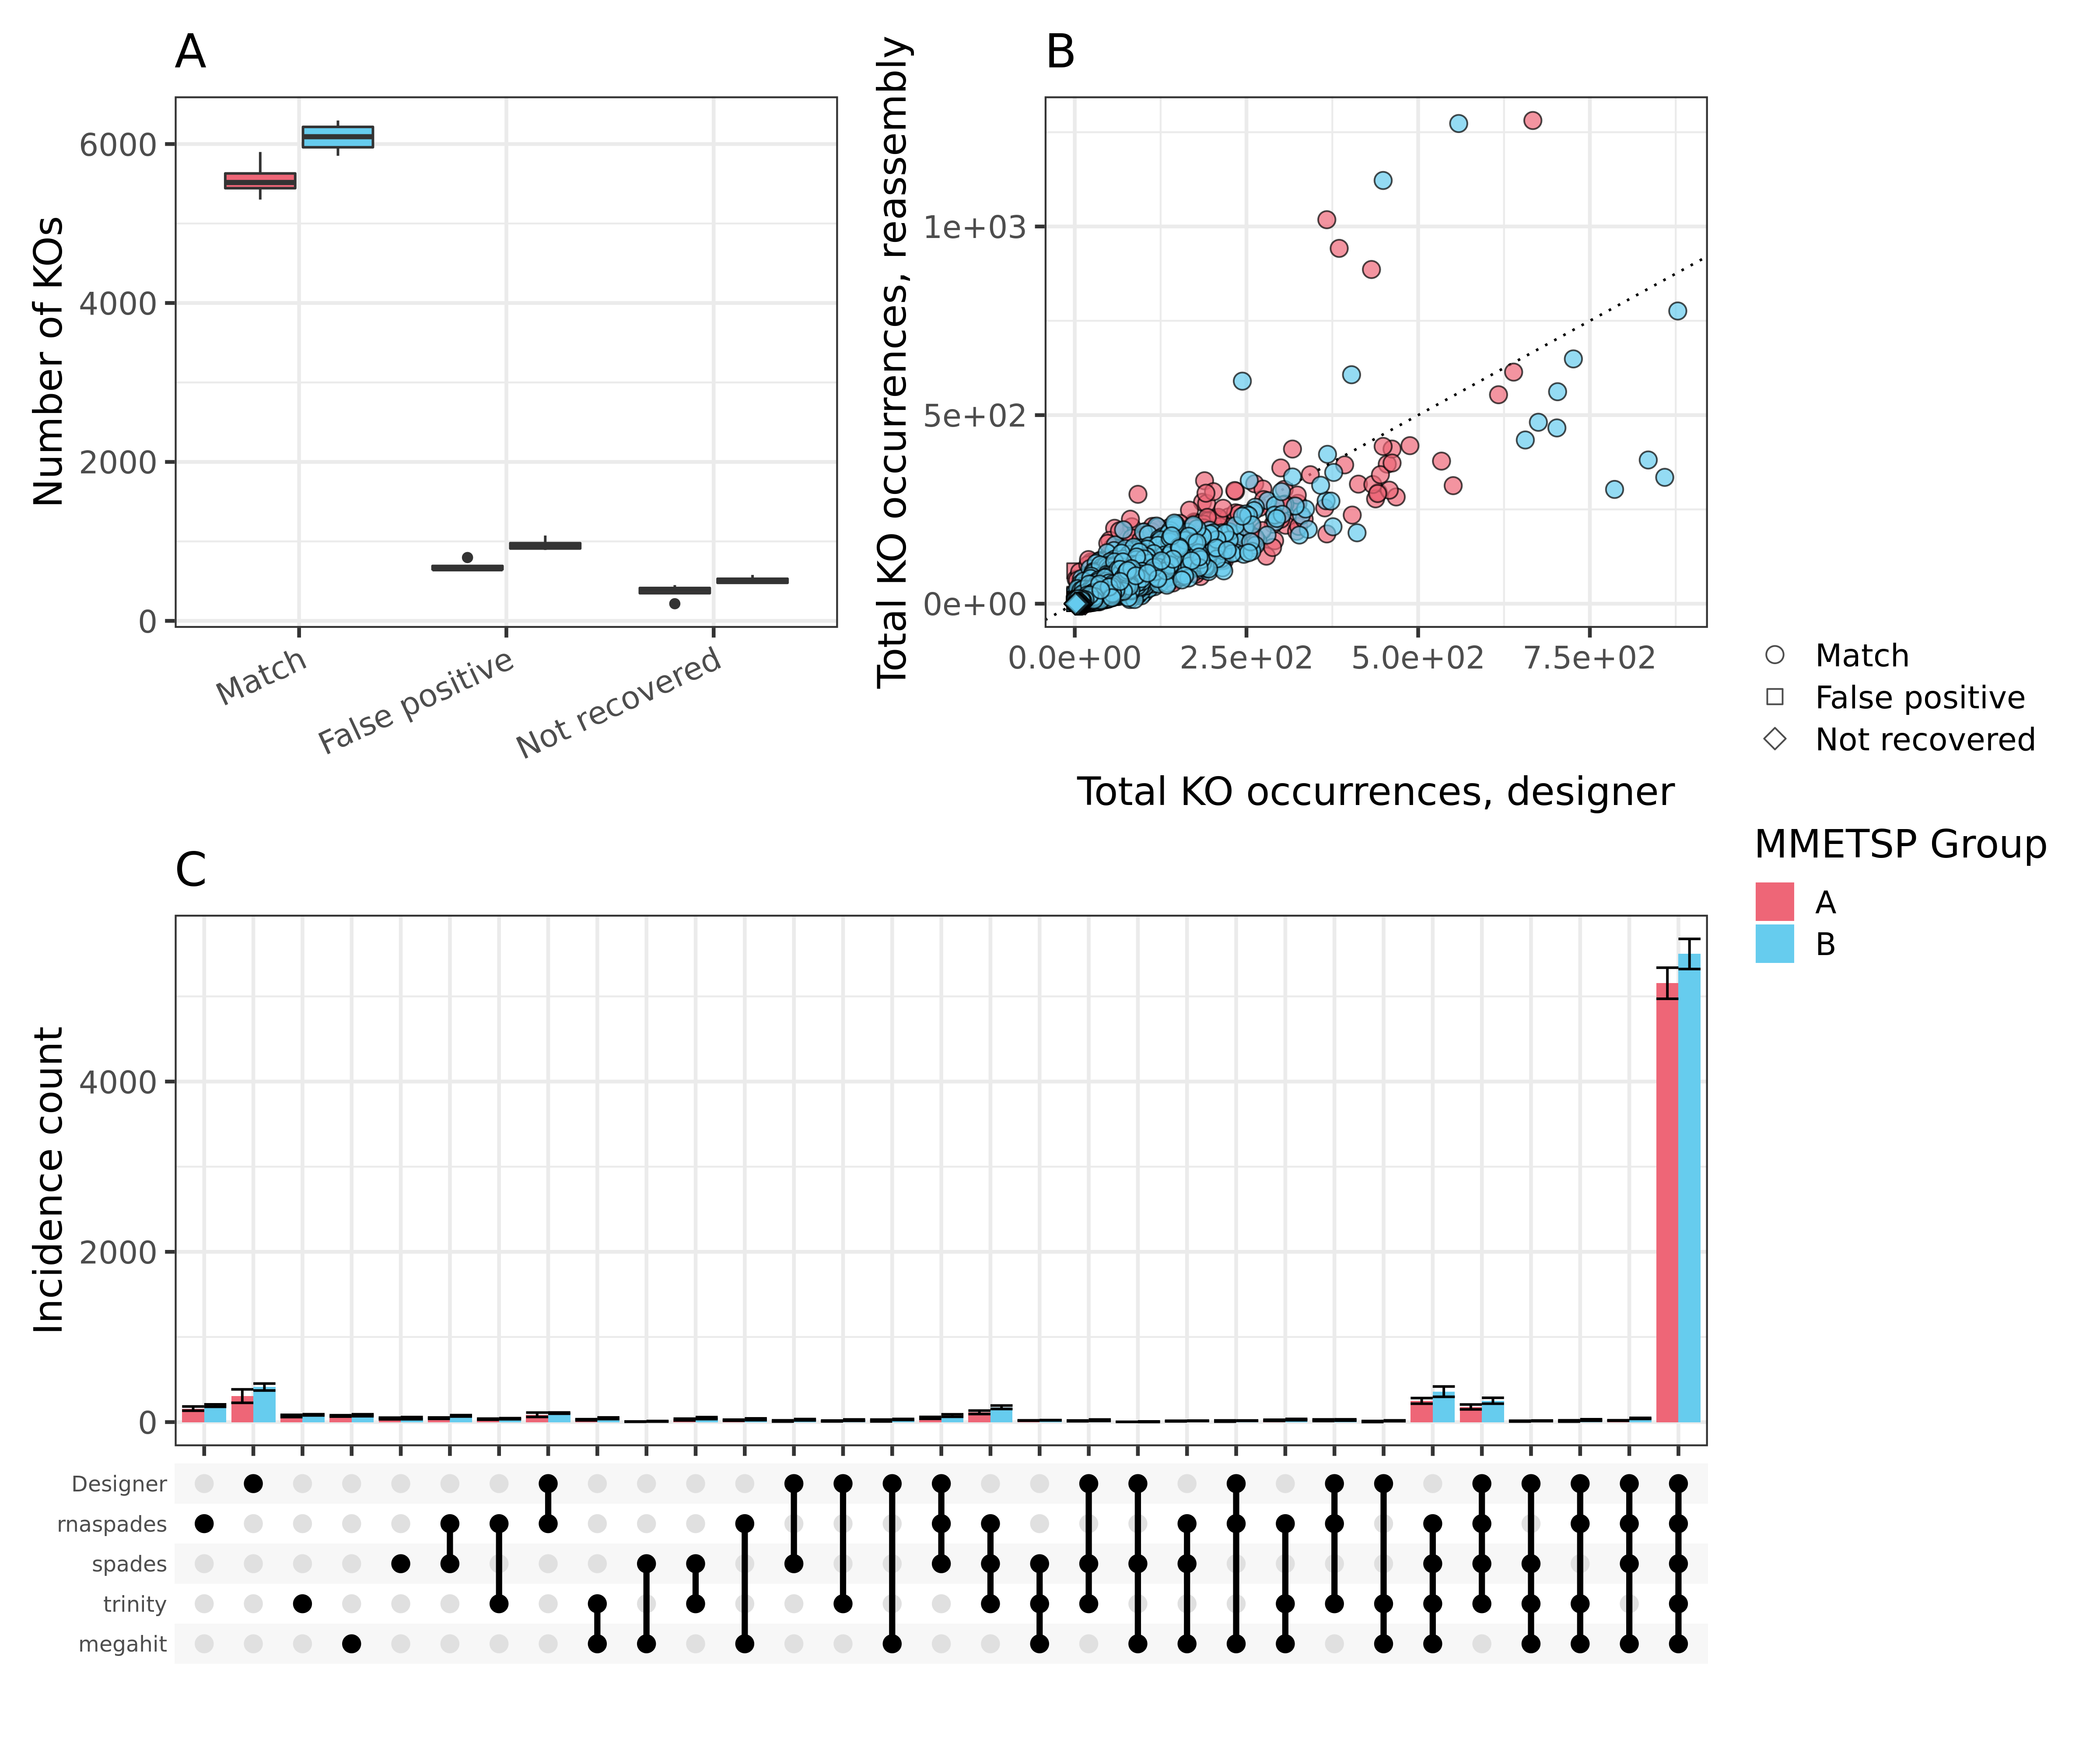 A
Number of KOs
6000
4000
2000
0
Match
False positive
Not recovered
B
Total KO occurrences, reassembly
1e+03
5e+02
0e+00
0.0e+00
2.5e+02
5.0e+02
7.5e+02
Total KO occurrences, designer
Match
False positive
Not recovered
MMETSP Group
A
B
C
Incidence count
4000
2000
0
Designer
rnaspades
spades
trinity
megahit